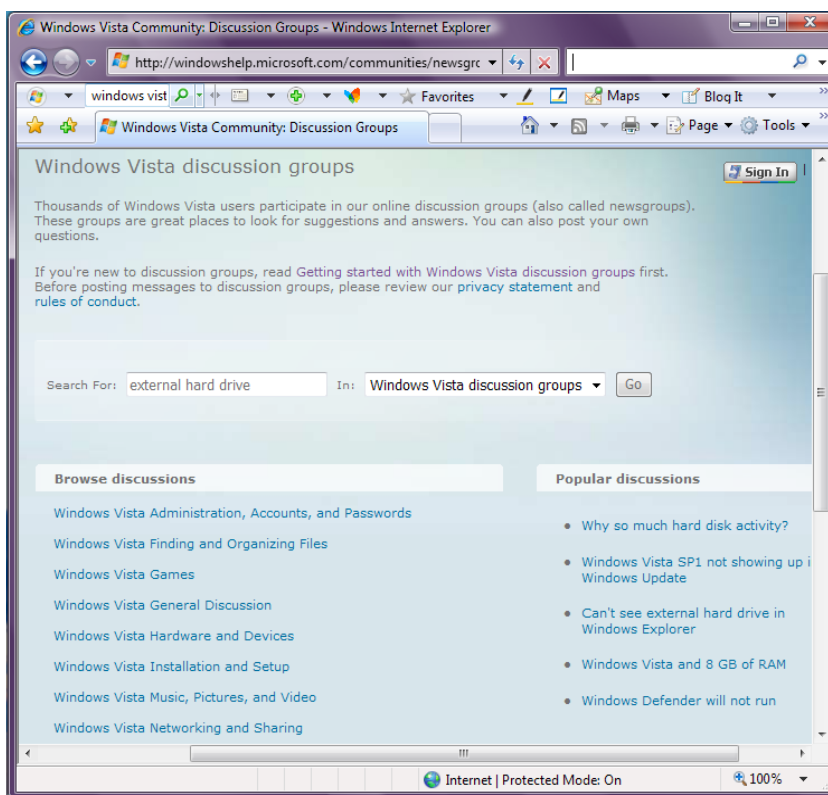 Windows Vista Community: Discussion Groups - Windows Internet Explorer
http://windowshelp.microsoft.com/communities/newsgrc
windows vist
Favorites
Maps
Blog It
Windows Vista Community: Discussion Groups
Page
Tools
Windows Vista discussion groups
Sign In
Thousands of Windows Vista users participate in our online discussion groups (also called newsgroups).
These groups are great places to look for suggestions and answers. You can also post your own
questions.
If you're new to discussion groups, read Getting started with Windows Vista discussion groups first.
Before posting messages to discussion groups, please review our privacy statement and
rules of conduct.
Search For: external hard drive In: Windows Vista discussion groups Go
Browse discussions
Windows Vista Administration, Accounts, and Passwords
Windows Vista Finding and Organizing Files
Windows Vista Games
Windows Vista General Discussion
Windows Vista Hardware and Devices
Windows Vista Installation and Setup
Windows Vista Music, Pictures, and Video
Windows Vista Networking and Sharing
Popular discussions
Why so much hard disk activity?
Windows Vista SP1 not showing up i
Windows Update
Can't see external hard drive in
Windows Explorer
Windows Vista and 8 GB of RAM
Windows Defender will not run
Internet | Protected Mode: On
100%